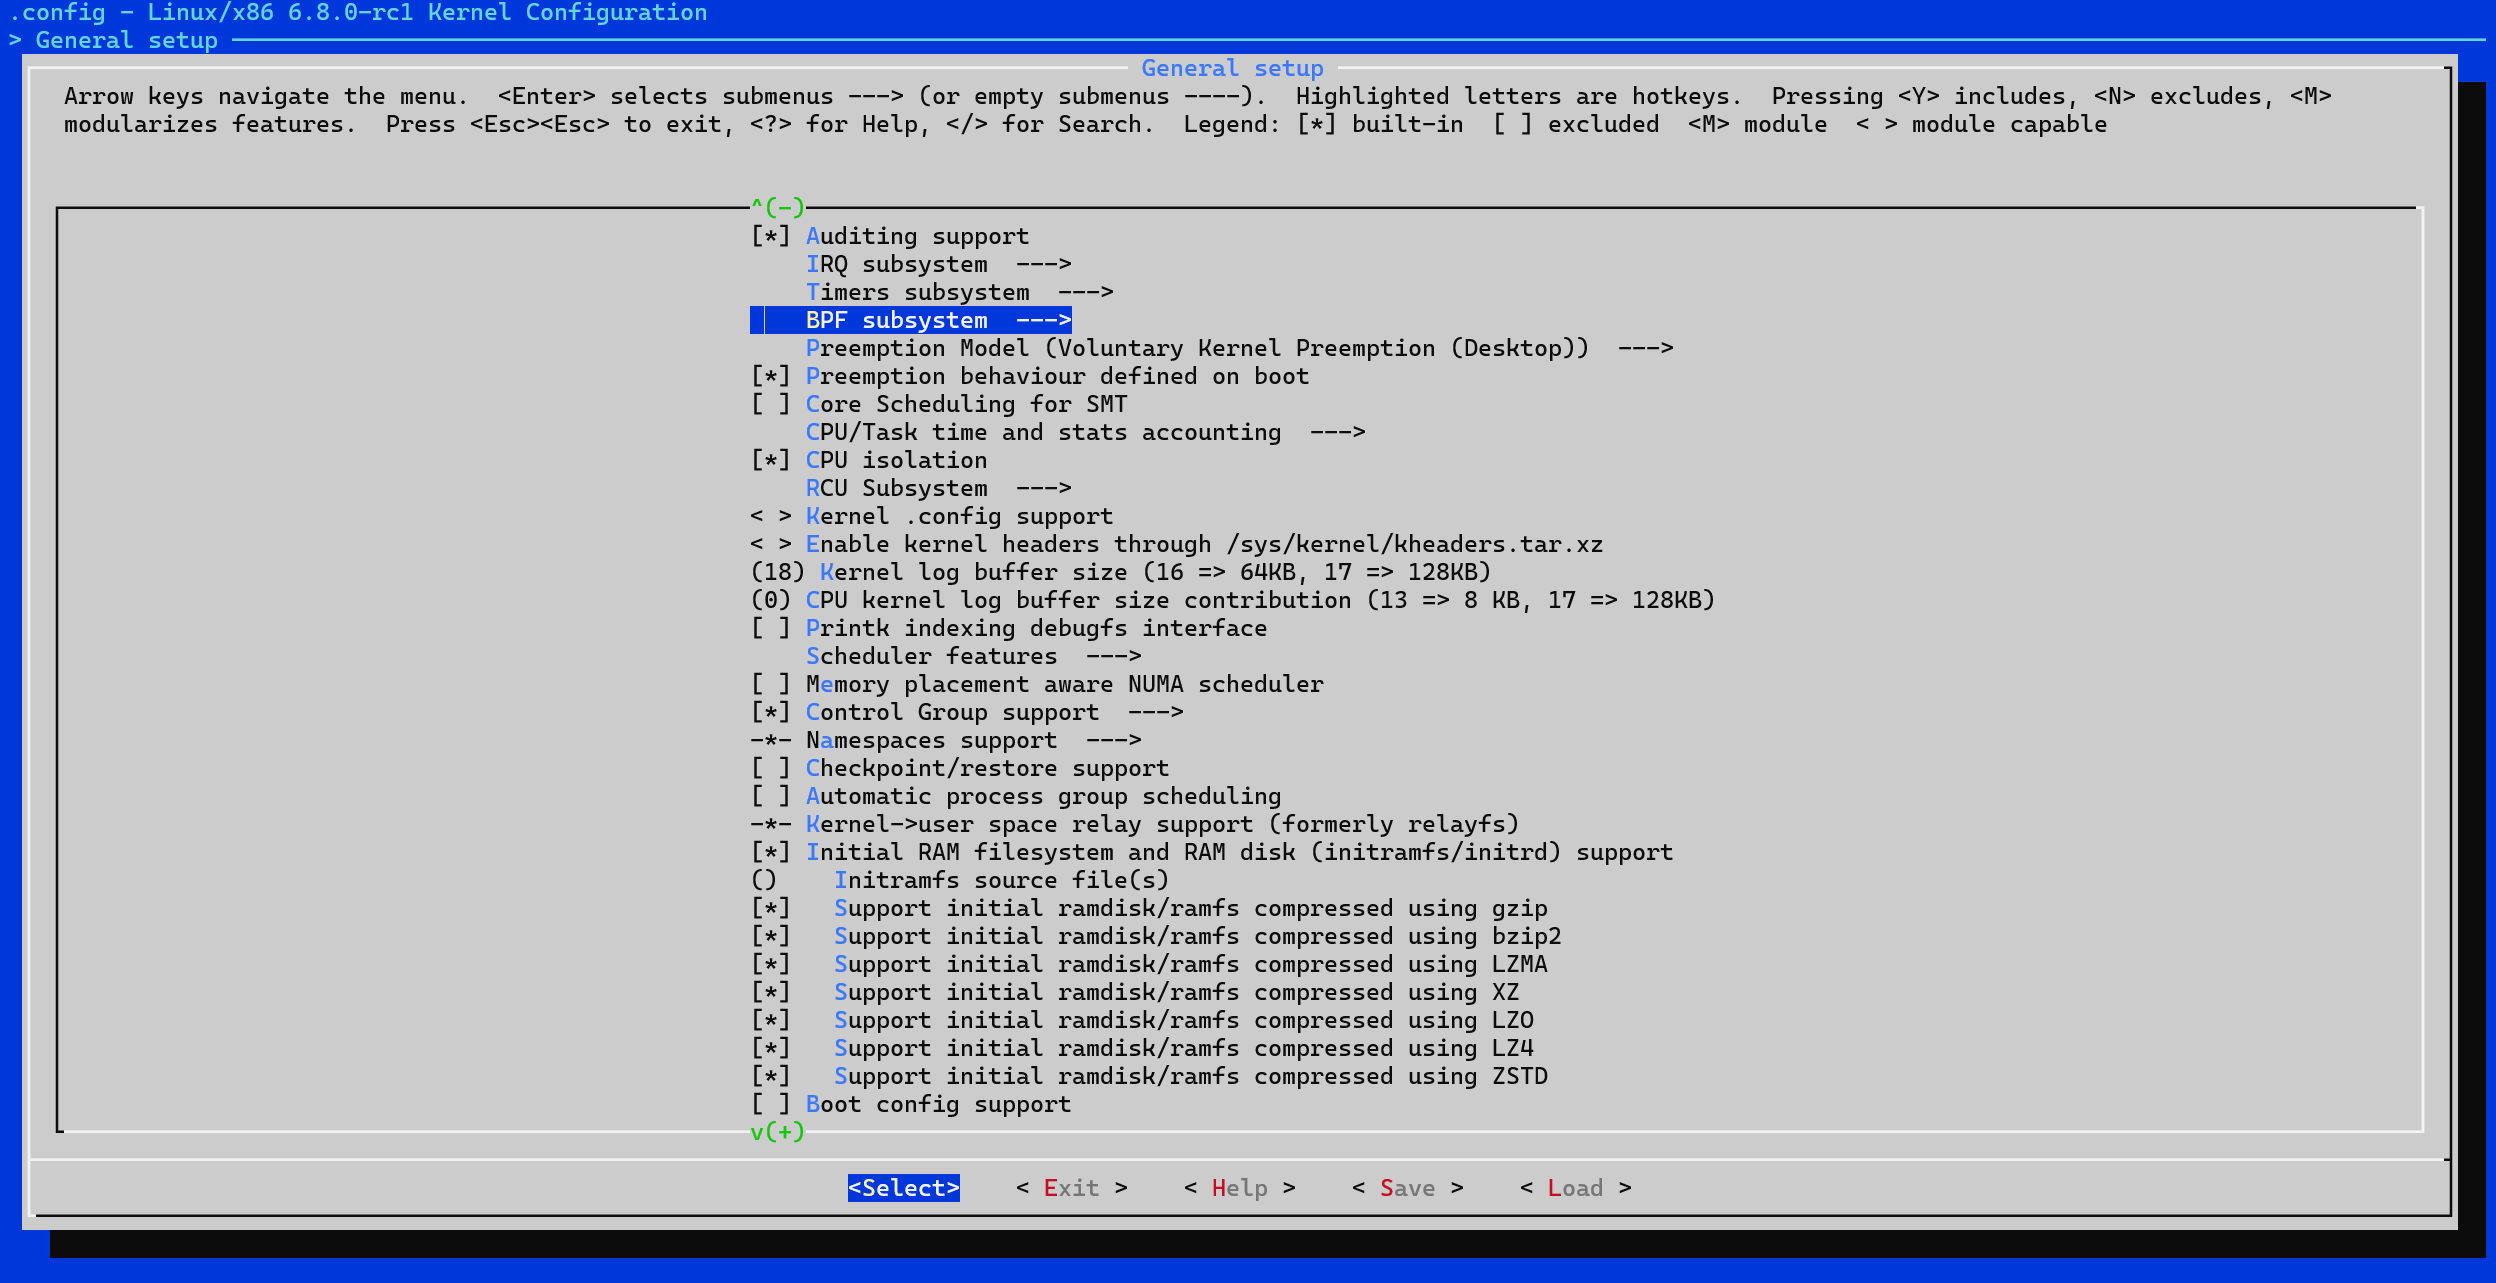 .config - Linux/x86 6.8.0-rc1 Kernel Configuration
> General setup
General setup
Arrow keys navigate the menu.  <Enter> selects submenus ---> (or empty submenus ----).  Highlighted letters are hotkeys.  Pressing <Y> includes, <N> excludes, <M>
modularizes features.  Press <Esc><Esc> to exit, <?> for Help, </> for Search.  Legend: [*] built-in  [ ] excluded  <M> module  < > module capable
^(-)
[*] Auditing support
IRQ subsystem  --->
Timers subsystem  --->
BPF subsystem  --->
Preemption Model (Voluntary Kernel Preemption (Desktop))  --->
[*] Preemption behaviour defined on boot
[ ] Core Scheduling for SMT
CPU/Task time and stats accounting  --->
[*] CPU isolation
RCU Subsystem  --->
< > Kernel .config support
< > Enable kernel headers through /sys/kernel/kheaders.tar.xz
(18) Kernel log buffer size (16 => 64KB, 17 => 128KB)
(0) CPU kernel log buffer size contribution (13 => 8 KB, 17 => 128KB)
[ ] Printk indexing debugfs interface
Scheduler features  --->
[ ] Memory placement aware NUMA scheduler
[*] Control Group support  --->
-*- Namespaces support  --->
[ ] Checkpoint/restore support
[ ] Automatic process group scheduling
-*- Kernel->user space relay support (formerly relayfs)
[*] Initial RAM filesystem and RAM disk (initramfs/initrd) support
()    Initramfs source file(s)
[*]   Support initial ramdisk/ramfs compressed using gzip
[*]   Support initial ramdisk/ramfs compressed using bzip2
[*]   Support initial ramdisk/ramfs compressed using LZMA
[*]   Support initial ramdisk/ramfs compressed using XZ
[*]   Support initial ramdisk/ramfs compressed using LZO
[*]   Support initial ramdisk/ramfs compressed using LZ4
[*]   Support initial ramdisk/ramfs compressed using ZSTD
[ ] Boot config support
v(+)
<Select>    < Exit >    < Help >    < Save >    < Load >